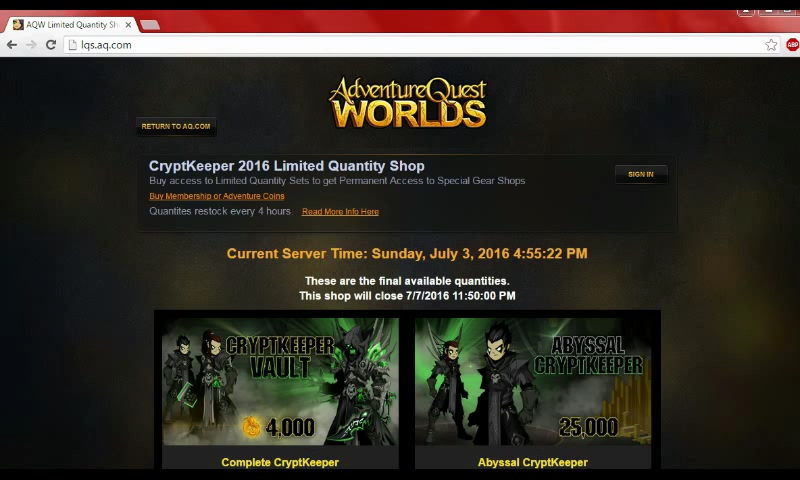 AQW Limited Quantity Sh
lqs.aq.com
ABP
AdventureQuest
WORLDS
RETURN TO AQ.COM
CryptKeeper 2016 Limited Quantity Shop
Buy access to Limited Quantity Sets to get Permanent Access to Special Gear Shops
SIGN IN
Buy Membership or Adventure Coins
Quantites restock every 4 hours. Read More Info Here
Current Server Time: Sunday, July 3, 2016 4:55:22 PM
These are the final available quantities.
This shop will close 7/7/2016 11:50:00 PM
CRYPTKEEPER
VAULT
4,000
ABYSSAL
CRYPTKEEPER
25,000
Complete CryptKeeper
Abyssal CryptKeeper